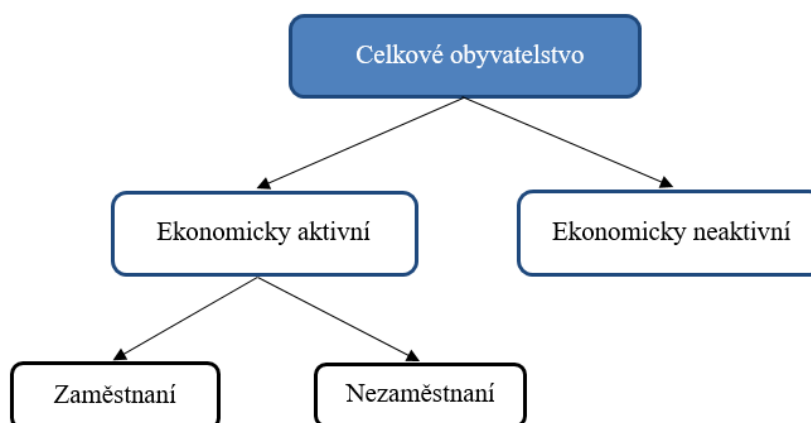 Celkové obyvatelstvo
Ekonomicky aktivní
Ekonomicky neaktivní
Zaměstnaní
Nezaměstnaní